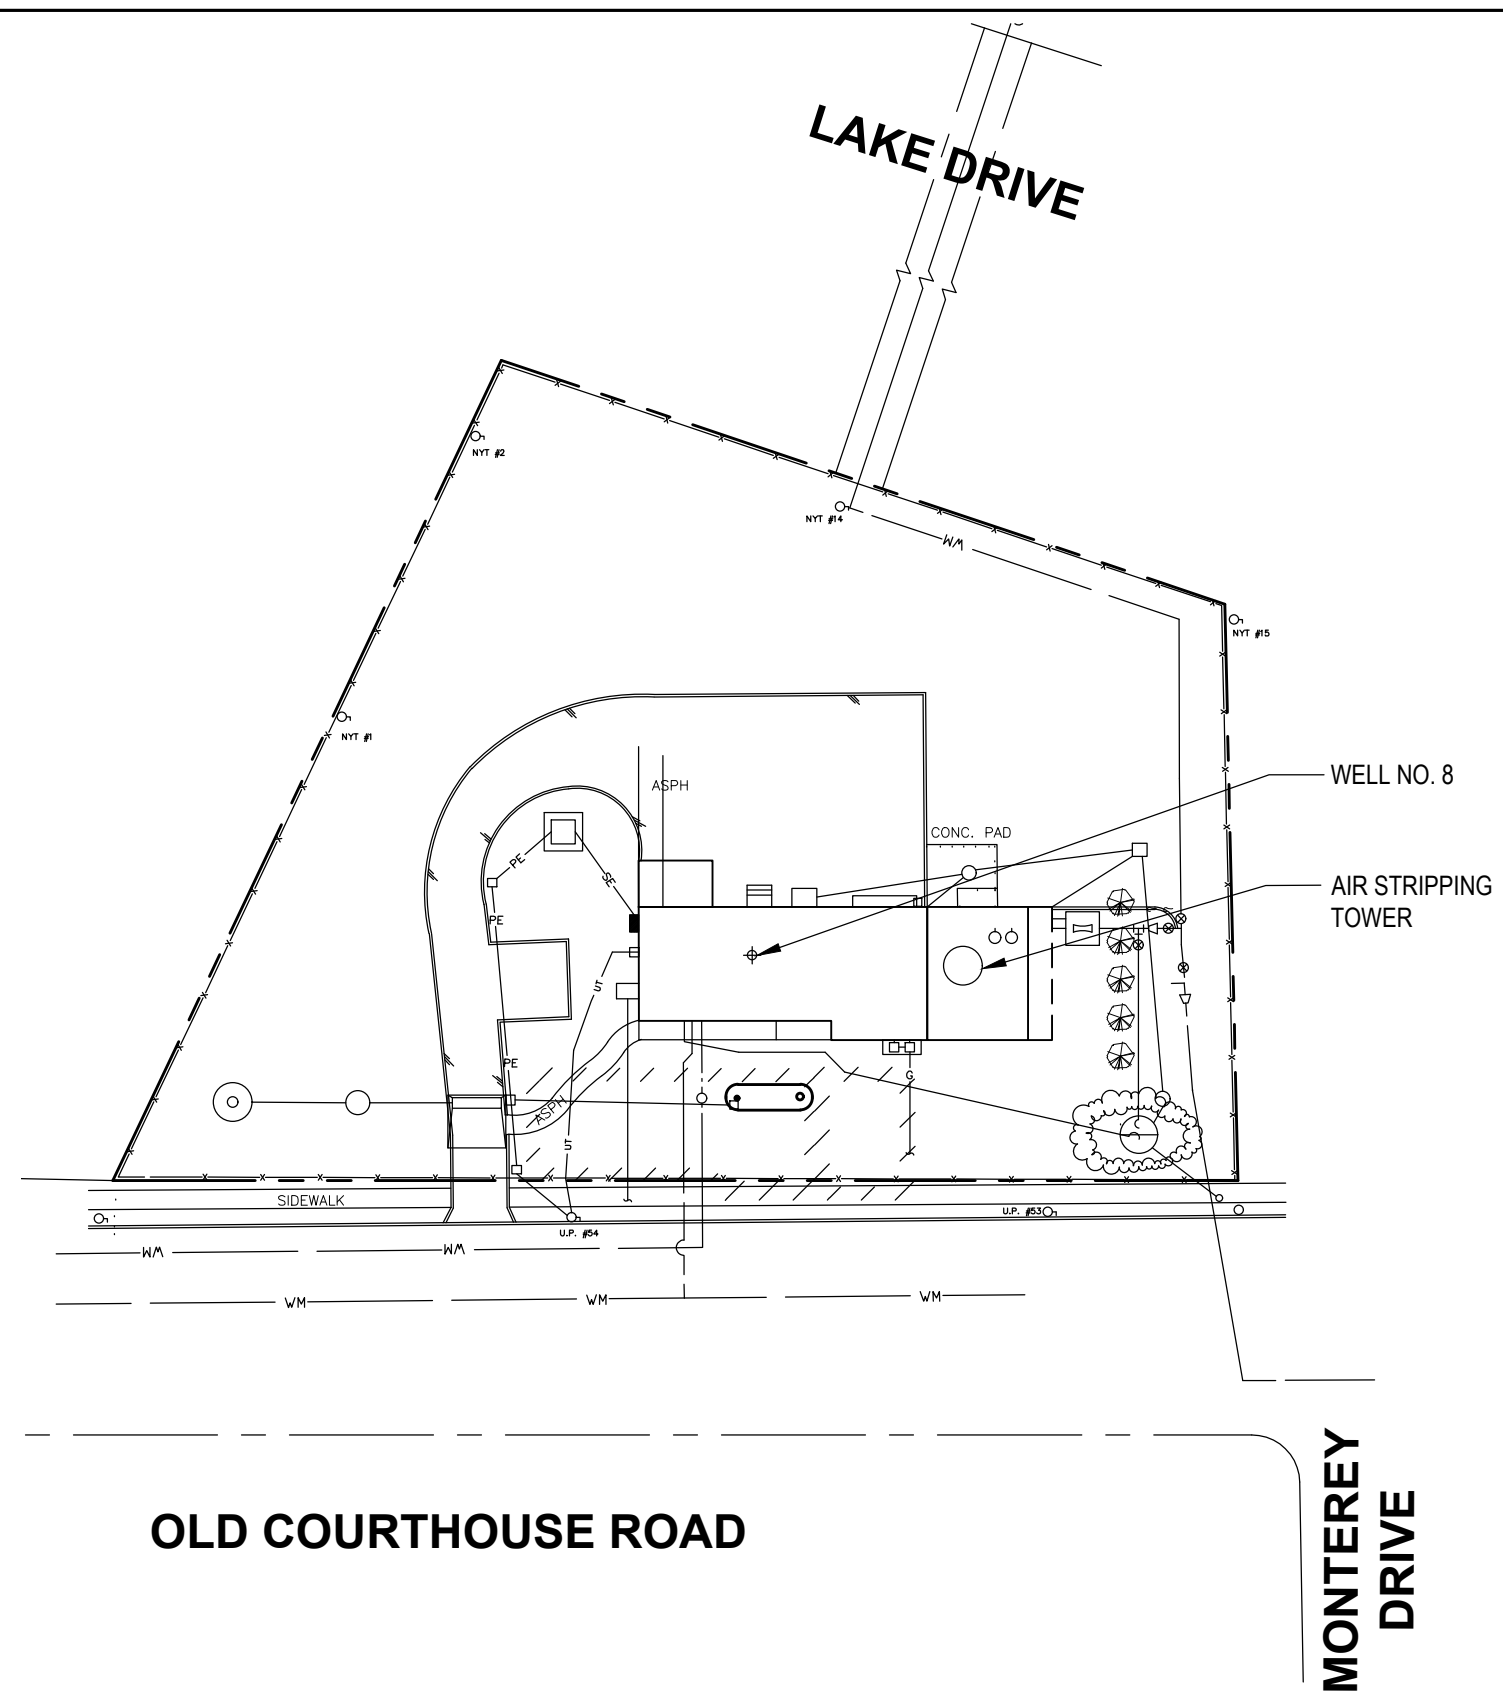 LAKE DRIVE
NYT #2
NYT #14
WM
NYT #15
NYT #1
WELL NO. 8
ASPH
CONC. PAD
PE
SE
AIR STRIPPING
TOWER
PE
UT
PE
G
ASPH
UT
SIDEWALK
U.P. #53
U.P. #54
WM
WM
WM
WM
WM
OLD COURTHOUSE ROAD
MONTEREY
DRIVE